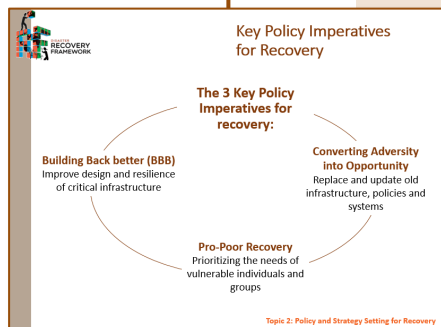 DISASTER
RECOVERY
FRAMEWORK
Key Policy Imperatives
for Recovery
The 3 Key Policy
Imperatives for
recovery:
Building Back better (BBB)
Improve design and resilience
of critical infrastructure
Converting Adversity
into Opportunity
Replace and update old
infrastructure, policies and
systems
Pro-Poor Recovery
Prioritizing the needs of
vulnerable individuals and
groups
Topic 2: Policy and Strategy Setting for Recovery